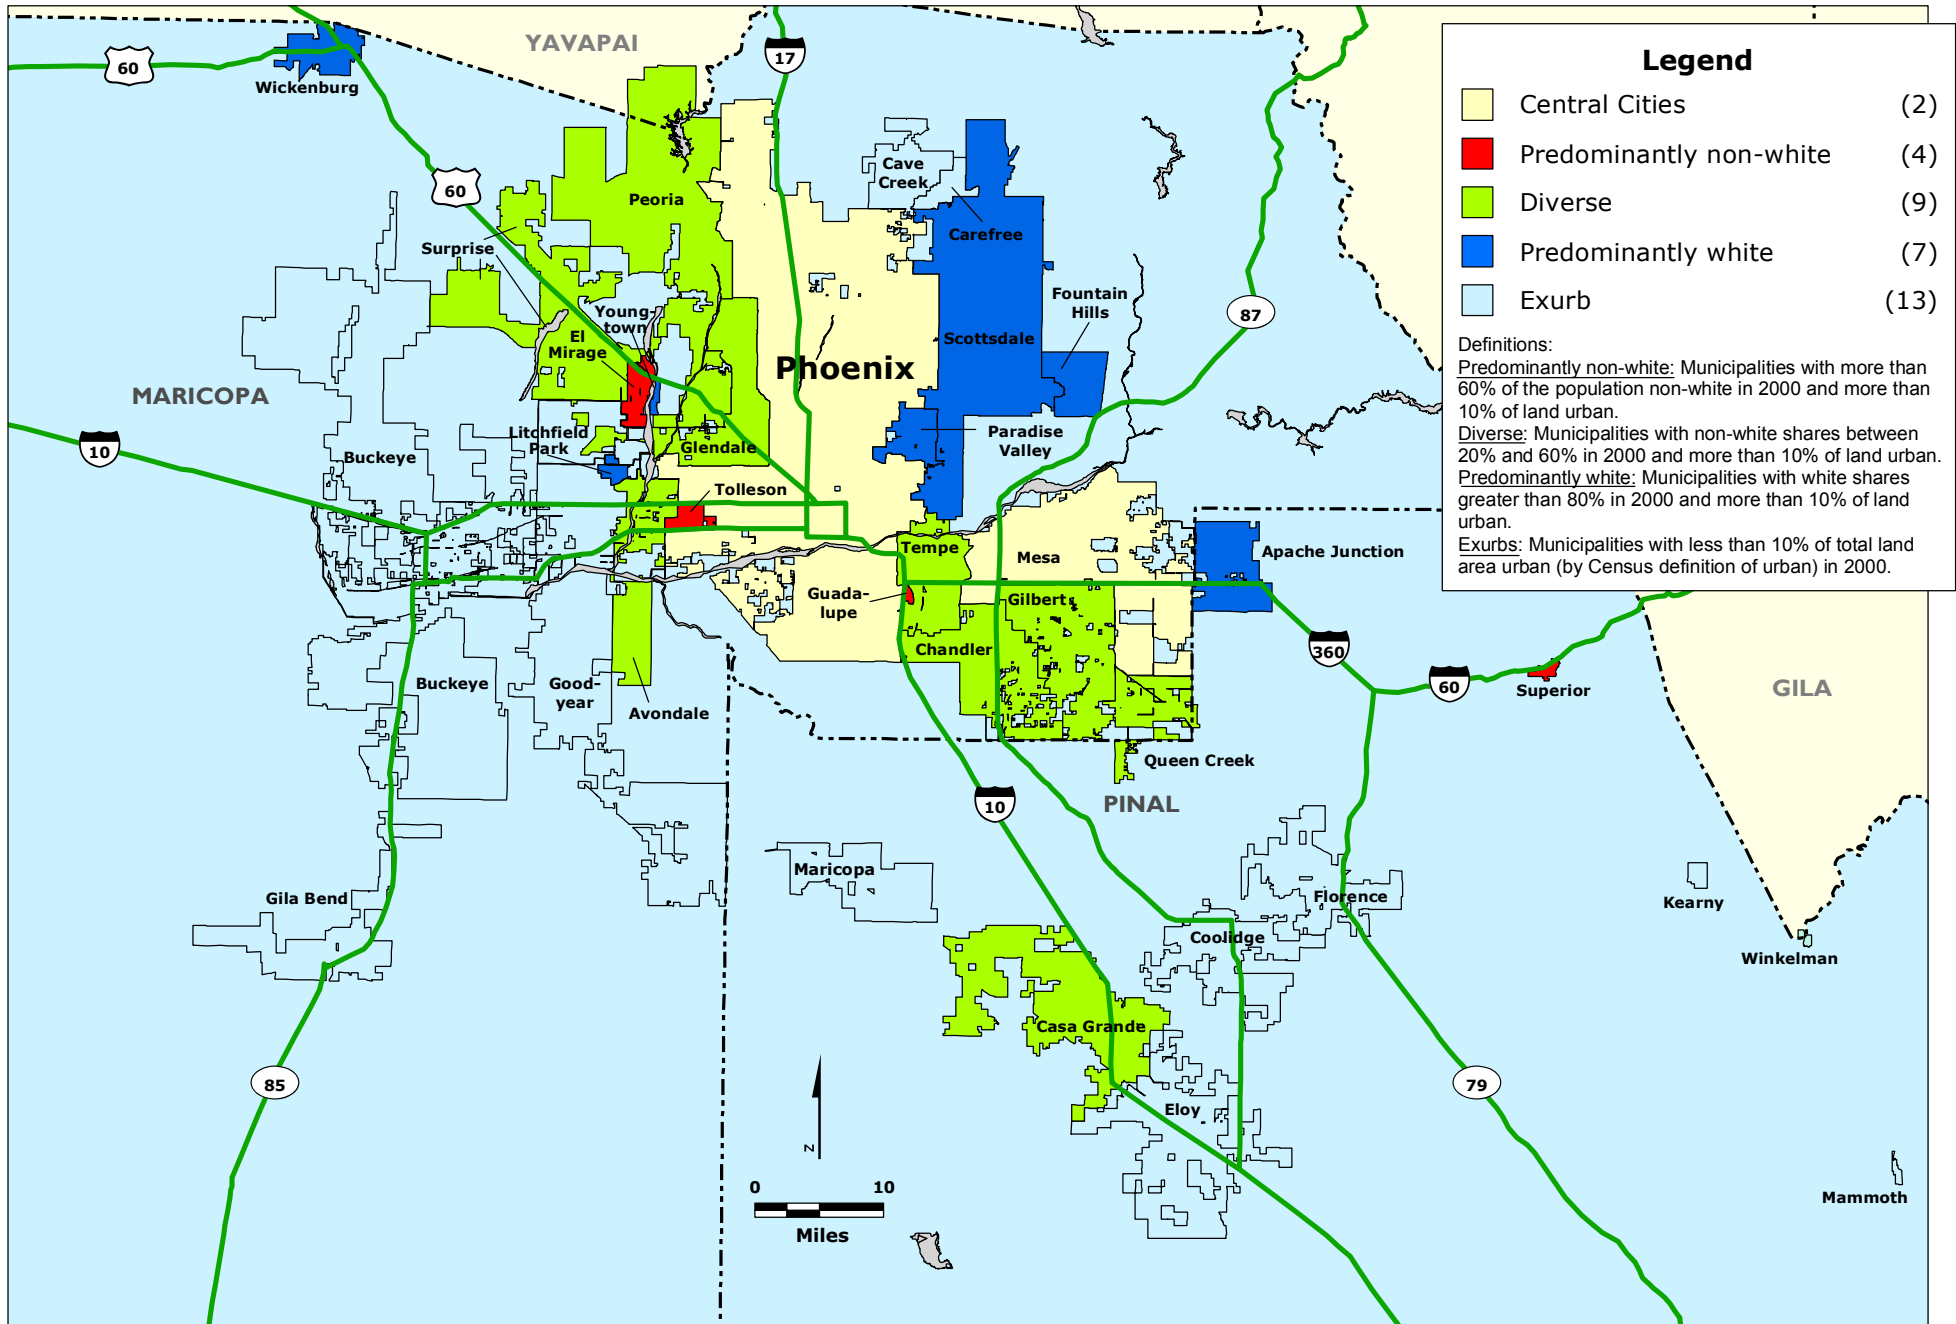 YAVAPAI
60
17
Wickenburg
Legend
Central Cities (2)
Predominantly non-white (4)
Diverse (9)
Predominantly white (7)
Exurb (13)
Definitions:
Predominantly non-white: Municipalities with more than
60% of the population non-white in 2000 and more than
10% of land urban.
Diverse: Municipalities with non-white shares between
20% and 60% in 2000 and more than 10% of land urban.
Predominantly white: Municipalities with white shares
greater than 80% in 2000 and more than 10% of land
urban.
Exurbs: Municipalities with less than 10% of total land
area urban (by Census definition of urban) in 2000.
Cave
Creek
60
Peoria
Surprise
Carefree
Fountain
Hills
87
Young-
town
El
Mirage
Scottsdale
Phoenix
MARICOPA
10
Litchfield
Park
Buckeye
Glendale
Paradise
Valley
Tolleson
Tempe
Mesa
Apache Junction
Guada-
lupe
Gilbert
Chandler
360
60
Superior
GILA
Buckeye
Good-
year
Avondale
Queen Creek
10
PINAL
Maricopa
Gila Bend
Florence
Kearny
Coolidge
Winkelman
Casa Grande
85
79
Eloy
N
0 10
Miles
Mammoth